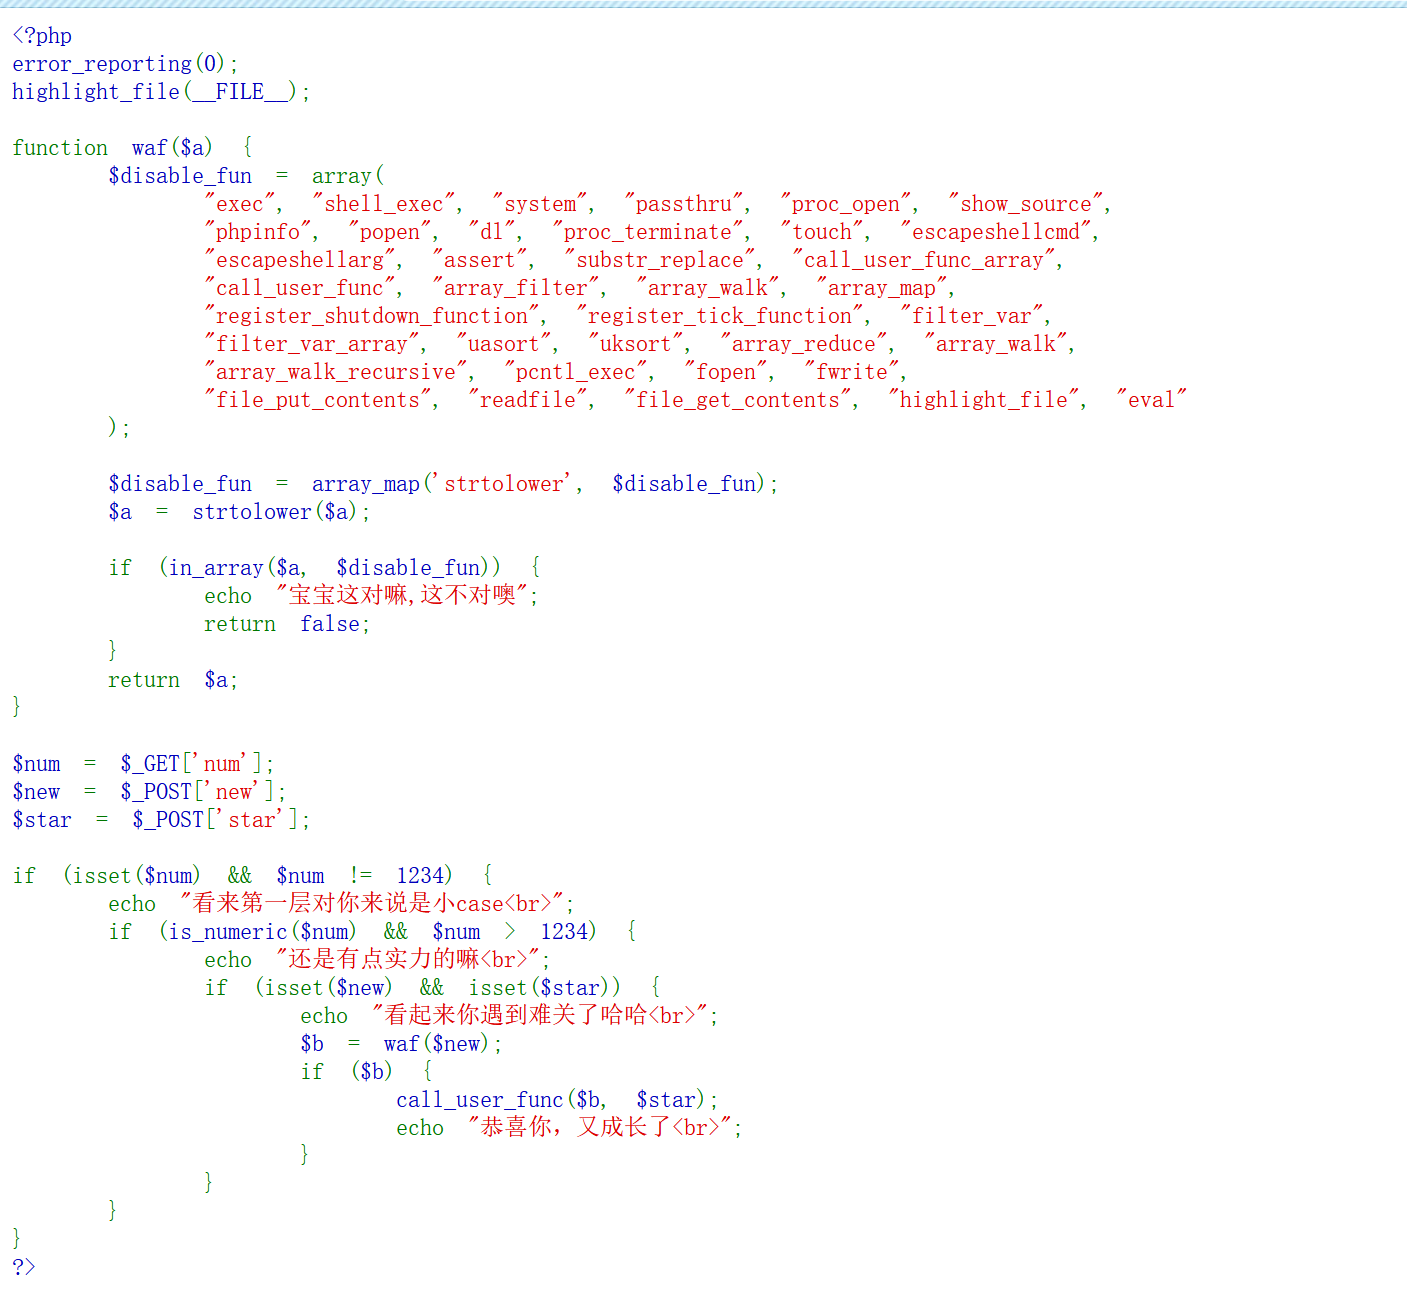 <?php
error_reporting(0);
highlight_file(__FILE__);
function waf($a) {
$disable_fun = array(
"exec", "shell_exec", "system", "passthru", "proc_open", "show_source",
"phpinfo", "popen", "dl", "proc_terminate", "touch", "escapeshellcmd",
"escapeshellarg", "assert", "substr_replace", "call_user_func_array",
"call_user_func", "array_filter", "array_walk", "array_map",
"register_shutdown_function", "register_tick_function", "filter_var",
"filter_var_array", "uasort", "uksort", "array_reduce", "array_walk",
"array_walk_recursive", "pcntl_exec", "fopen", "fwrite",
"file_put_contents", "readfile", "file_get_contents", "highlight_file", "eval"
);
$disable_fun = array_map('strtolower', $disable_fun);
$a = strtolower($a);
if (in_array($a, $disable_fun)) {
echo "宝宝这对嘛,这不对噢";
return false;
}
return $a;
}
$num = $_GET['num'];
$new = $_POST['new'];
$star = $_POST['star'];
if (isset($num) && $num != 1234) {
echo "看来第一层对你来说是小case<br>";
if (is_numeric($num) && $num > 1234) {
echo "还是有点实力的嘛<br>";
if (isset($new) && isset($star)) {
echo "看起来你遇到难关了哈哈<br>";
$b = waf($new);
if ($b) {
call_user_func($b, $star);
echo "恭喜你，又成长了<br>";
}
}
}
}
?>